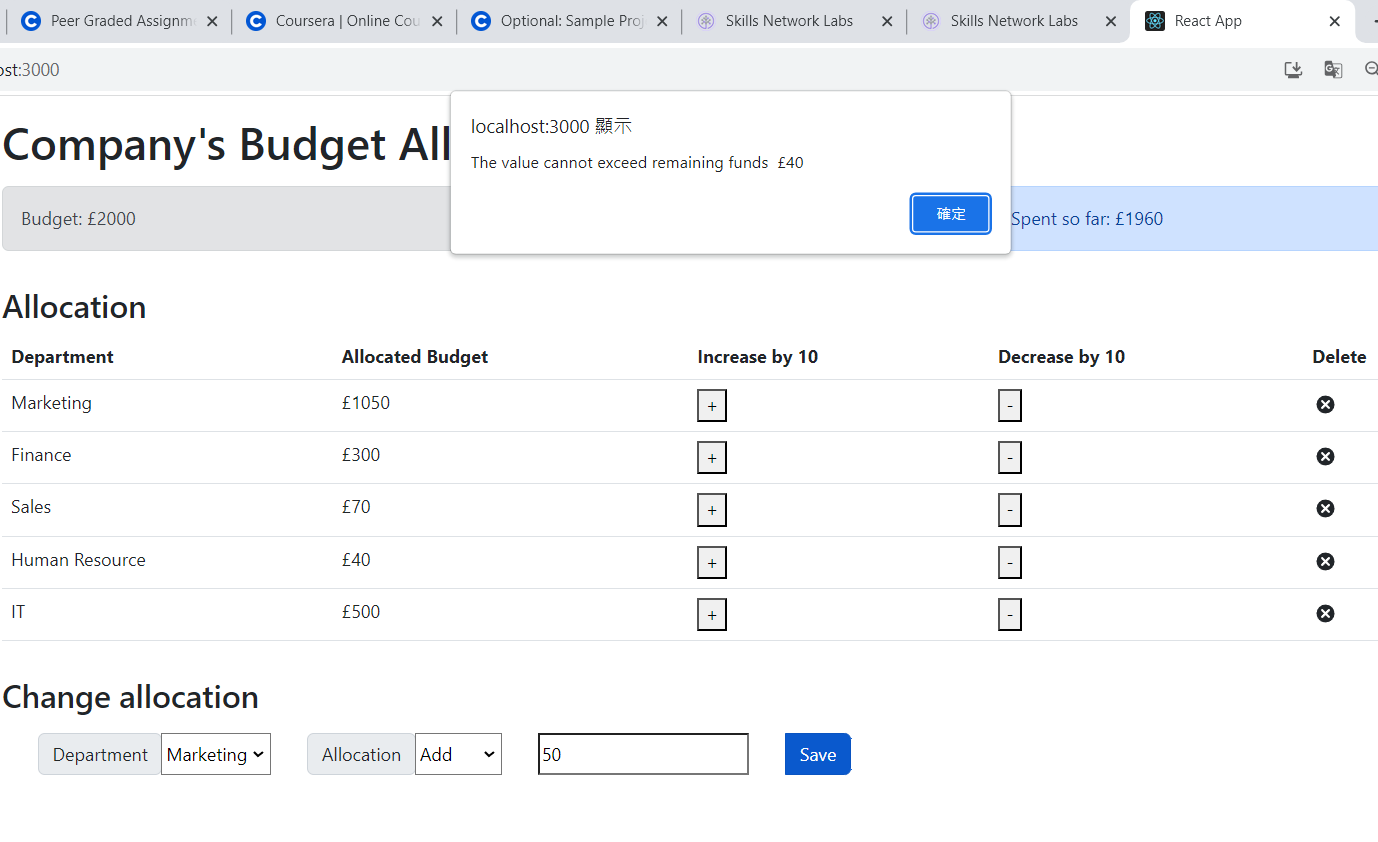 Peer Graded Assignm
Coursera | Online Cou
Optional: Sample Proj
Skills Network Labs
Skills Network Labs
React App
ost:3000
localhost:3000 顯示
The value cannot exceed remaining funds £40
確定
Company's Budget All
Budget: £2000
Spent so far: £1960
Allocation
Department Allocated Budget Increase by 10 Decrease by 10 Delete
Marketing £1050 + -
Finance £300 + -
Sales £70 + -
Human Resource £40 + -
IT £500 + -
Change allocation
Department Marketing Allocation Add 50 Save